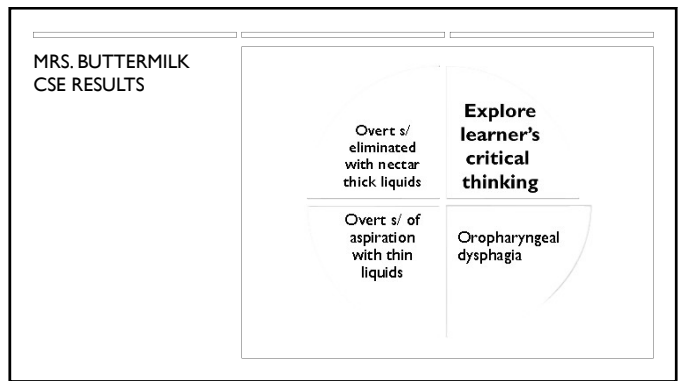 MRS. BUTTERMILK
CSE RESULTS
Overt s/
eliminated
with nectar
thick liquids
Explore
learner's
critical
thinking
Overt s/ of
aspiration
with thin
liquids
Oropharyngeal
dysphagia